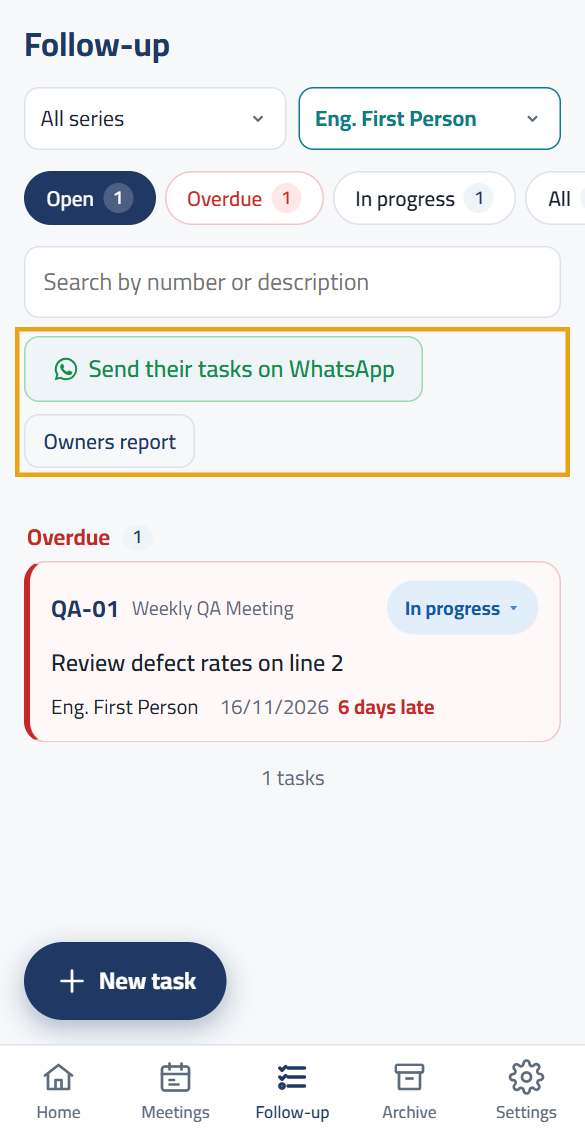 Follow-up
All series
Eng. First Person
Open 1
Overdue 1
In progress 1
All
Search by number or description
Send their tasks on WhatsApp
Owners report
Overdue 1
QA-01 Weekly QA Meeting In progress
Review defect rates on line 2
Eng. First Person 16/11/2026 6 days late
1 tasks
New task
Home
Meetings
Follow-up
Archive
Settings